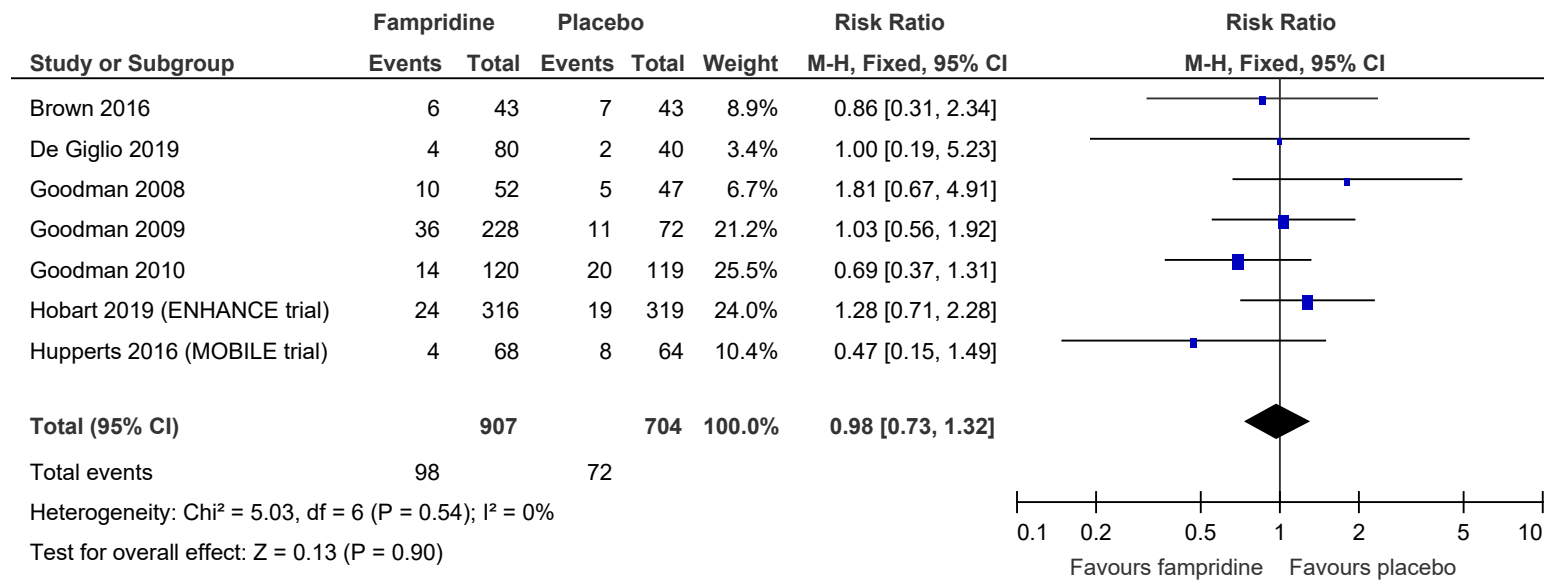 Fampridine Placebo Risk Ratio Risk Ratio
Study or Subgroup Events Total Events Total Weight M-H, Fixed, 95% CI M-H, Fixed, 95% CI
Brown 2016 6 43 7 43 8.9% 0.86 [0.31, 2.34]
De Giglio 2019 4 80 2 40 3.4% 1.00 [0.19, 5.23]
Goodman 2008 10 52 5 47 6.7% 1.81 [0.67, 4.91]
Goodman 2009 36 228 11 72 21.2% 1.03 [0.56, 1.92]
Goodman 2010 14 120 20 119 25.5% 0.69 [0.37, 1.31]
Hobart 2019 (ENHANCE trial) 24 316 19 319 24.0% 1.28 [0.71, 2.28]
Hupperts 2016 (MOBILE trial) 4 68 8 64 10.4% 0.47 [0.15, 1.49]
Total (95% CI) 907 704 100.0% 0.98 [0.73, 1.32]
Total events 98 72
Heterogeneity: Chi² = 5.03, df = 6 (P = 0.54); I² = 0%
Test for overall effect: Z = 0.13 (P = 0.90)
0.1 0.2 0.5 1 2 5 10
Favours fampridine Favours placebo